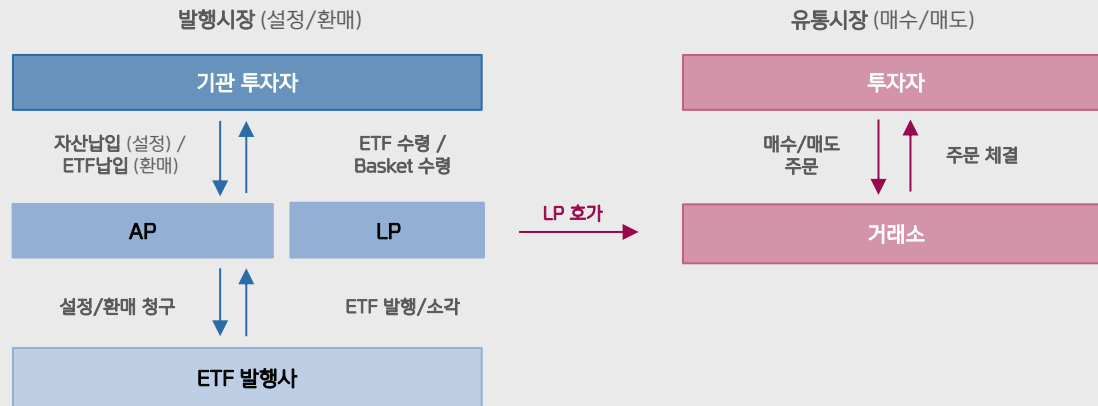 발행시장 (설정/환매)
기관 투자자
자산납입 (설정) /
ETF납입 (환매)
ETF 수령 /
Basket 수령
AP
LP
설정/환매 청구
ETF 발행/소각
ETF 발행사
LP 호가
유통시장 (매수/매도)
투자자
매수/매도
주문
주문 체결
거래소